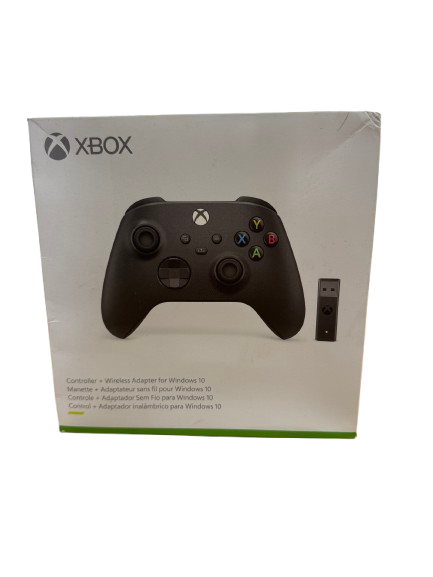 XBOX
Y
X B
A
Controller + Wireless Adapter for Windows 10
Manette + Adaptateur sans fil pour Windows 10
Controle + Adaptador Sem Fio para Windows 10
Control + Adaptador inalámbrico para Windows 10